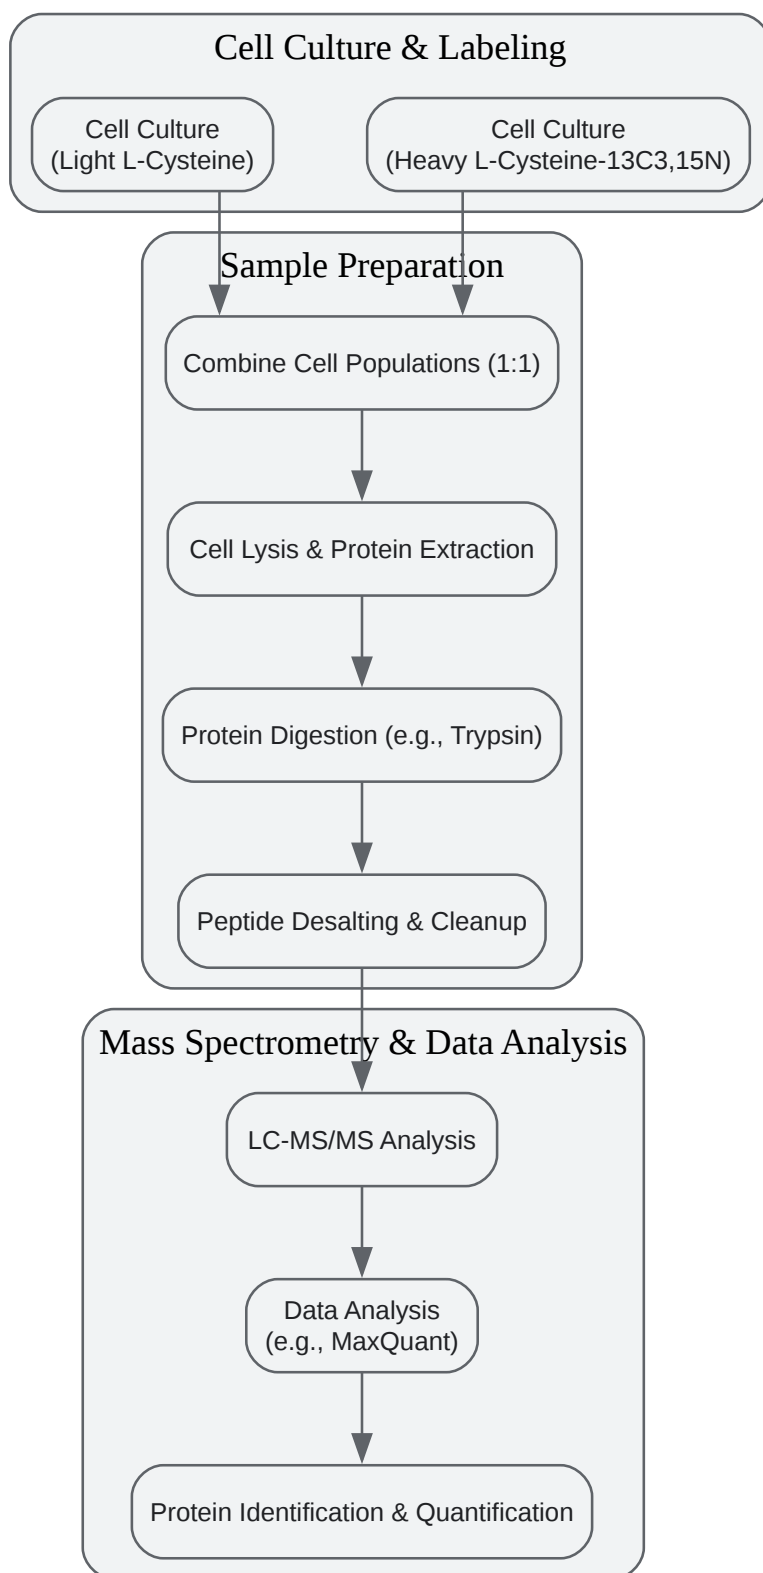 Cell Culture & Labeling
Cell Culture
(Light L-Cysteine)
Cell Culture
(Heavy L-Cysteine-13C3,15N)
Sample Preparation
Combine Cell Populations (1:1)
Cell Lysis & Protein Extraction
Protein Digestion (e.g., Trypsin)
Peptide Desalting & Cleanup
Mass Spectrometry & Data Analysis
LC-MS/MS Analysis
Data Analysis
(e.g., MaxQuant)
Protein Identification & Quantification